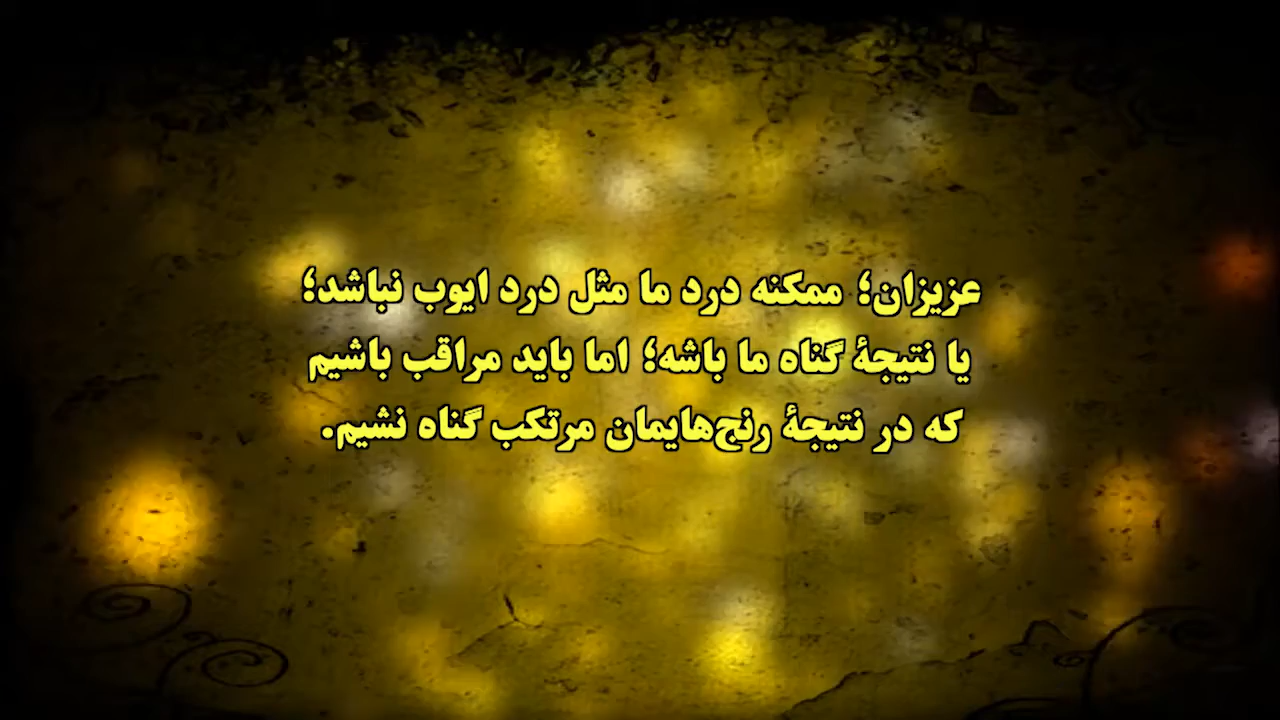 عزیزان؛ ممکنه درد ما مثل درد ایوب نباشد؛
یا نتیجهٔ گناه ما باشه؛ اما باید مراقب باشیم
که در نتیجهٔ رنج‌هایمان مرتکب گناه نشیم.